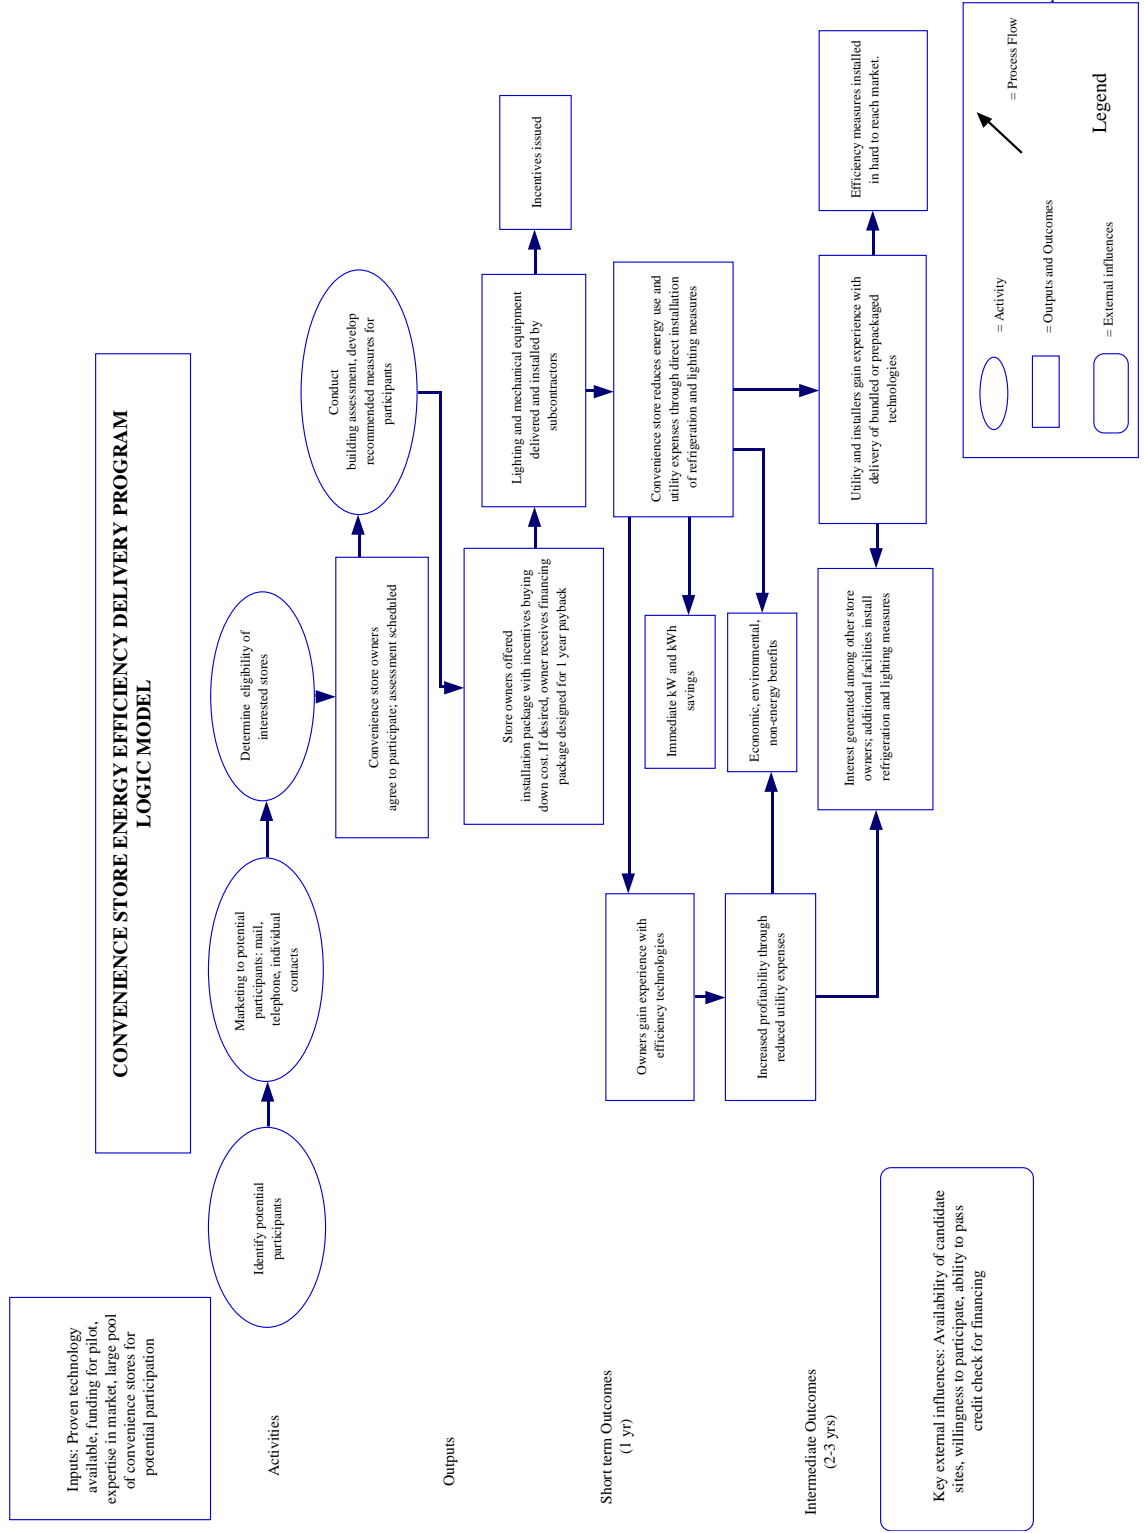 CONVENIENCE STORE ENERGY EFFICIENCY DELIVERY PROGRAM
LOGIC MODEL
Inputs: Proven technology
available, funding for pilot,
expertise in market, large pool
of convenience stores for
potential participation
Activities
Identify potential
participants
Marketing to potential
participants: mail,
telephone, individual
contacts
Determine eligibility of
interested stores
Convenience store owners
agree to participate; assessment scheduled
Conduct
building assessment, develop
recommended measures for
participants
Outputs
Store owners offered
installation package with incentives buying
down cost. If desired, owner receives financing
package designed for 1 year payback
Lighting and mechanical equipment
delivered and installed by
subcontractors
Incentives issued
Short term Outcomes
(1 yr)
Owners gain experience with
efficiency technologies
Convenience store reduces energy use and
utility expenses through direct installation
of refrigeration and lighting measures
Immediate kW and kWh
savings
Increased profitability through
reduced utility expenses
Economic, environmental,
non-energy benefits
Intermediate Outcomes
(2-3 yrs)
Interest generated among other store
owners; additional facilities install
refrigeration and lighting measures
Utility and installers gain experience with
delivery of bundled or prepackaged
technologies
Efficiency measures installed
in hard to reach market.
Key external influences: Availability of candidate
sites, willingness to participate, ability to pass
credit check for financing
= Activity
= Process Flow
= Outputs and Outcomes
= External influences
Legend